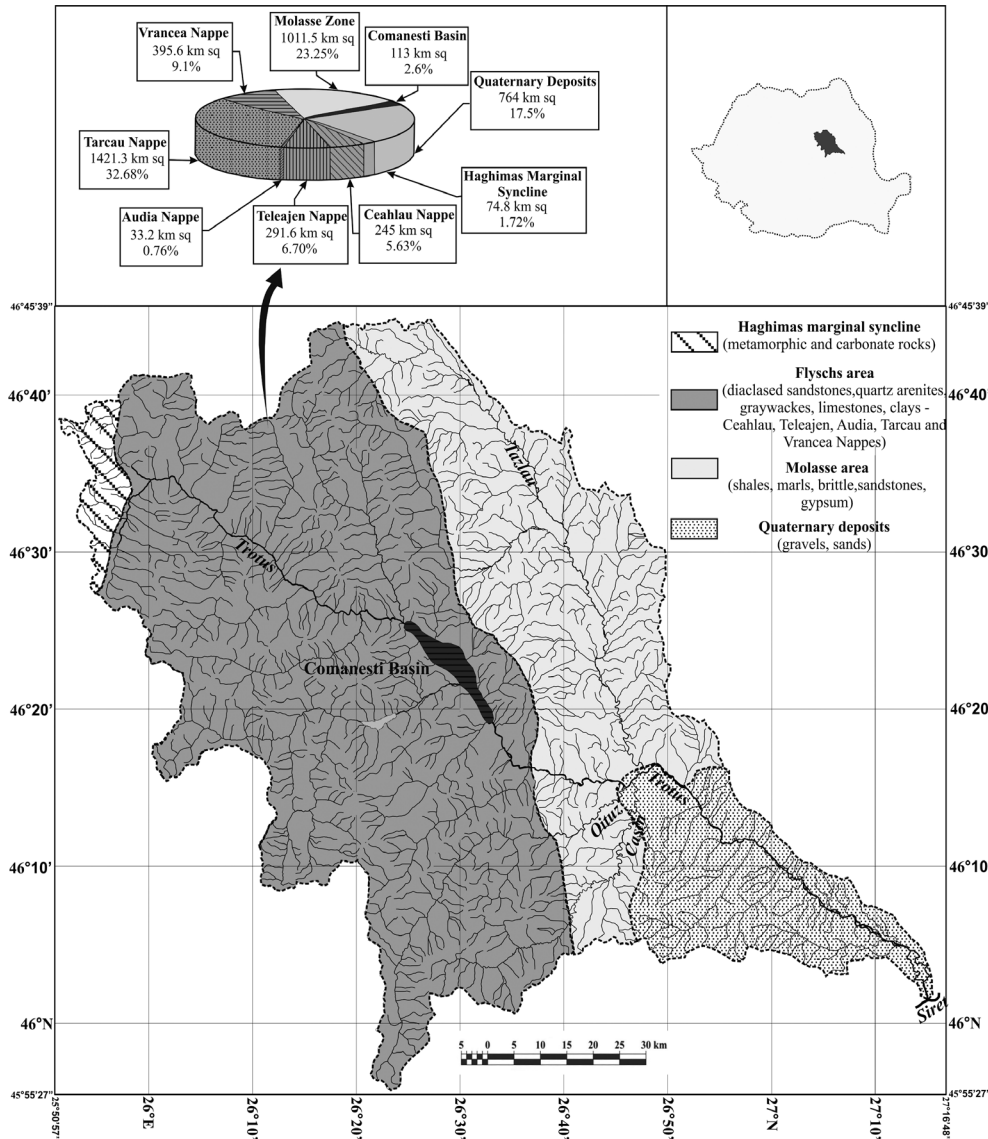 Vrancea Nappe
395.6 km sq
9.1%
Molasse Zone
1011.5 km sq
23.25%
Comanesti Basin
113 km sq
2.6%
Quaternary Deposits
764 km sq
17.5%
Tarcau Nappe
1421.3 km sq
32.68%
Audia Nappe
33.2 km sq
0.76%
Teleajen Nappe
291.6 km sq
6.70%
Ceahlau Nappe
245 km sq
5.63%
Haghimas Marginal
Syncline
74.8 km sq
1.72%
46°45'39"
46°45'39"
Haghimas marginal syncline
(metamorphic and carbonate rocks)
Flyschs area
(diaclased sandstones,quartz arenites,
graywackes, limestones, clays -
Ceahlau, Teleajen, Audia, Tarcau and
Vrancea Nappes)
Molasse area
(shales, marls, brittle,sandstones,
gypsum)
Quaternary deposits
(gravels, sands)
46°40'
46°40
Tazlau
46°30'
46°30
Trotus
Comanesti Basin
46°20'
46°20
Trotus
Oituz
Casin
46°10'
46°10
Siret
46°N
46°N
5 0 5 10 15 20 25 30 km
45°55'27"
45°55'27"
25°50'57"
26°E
26°10'
26°20'
26°30'
26°40'
26°50'
27°N
27°10'
27°16'48"